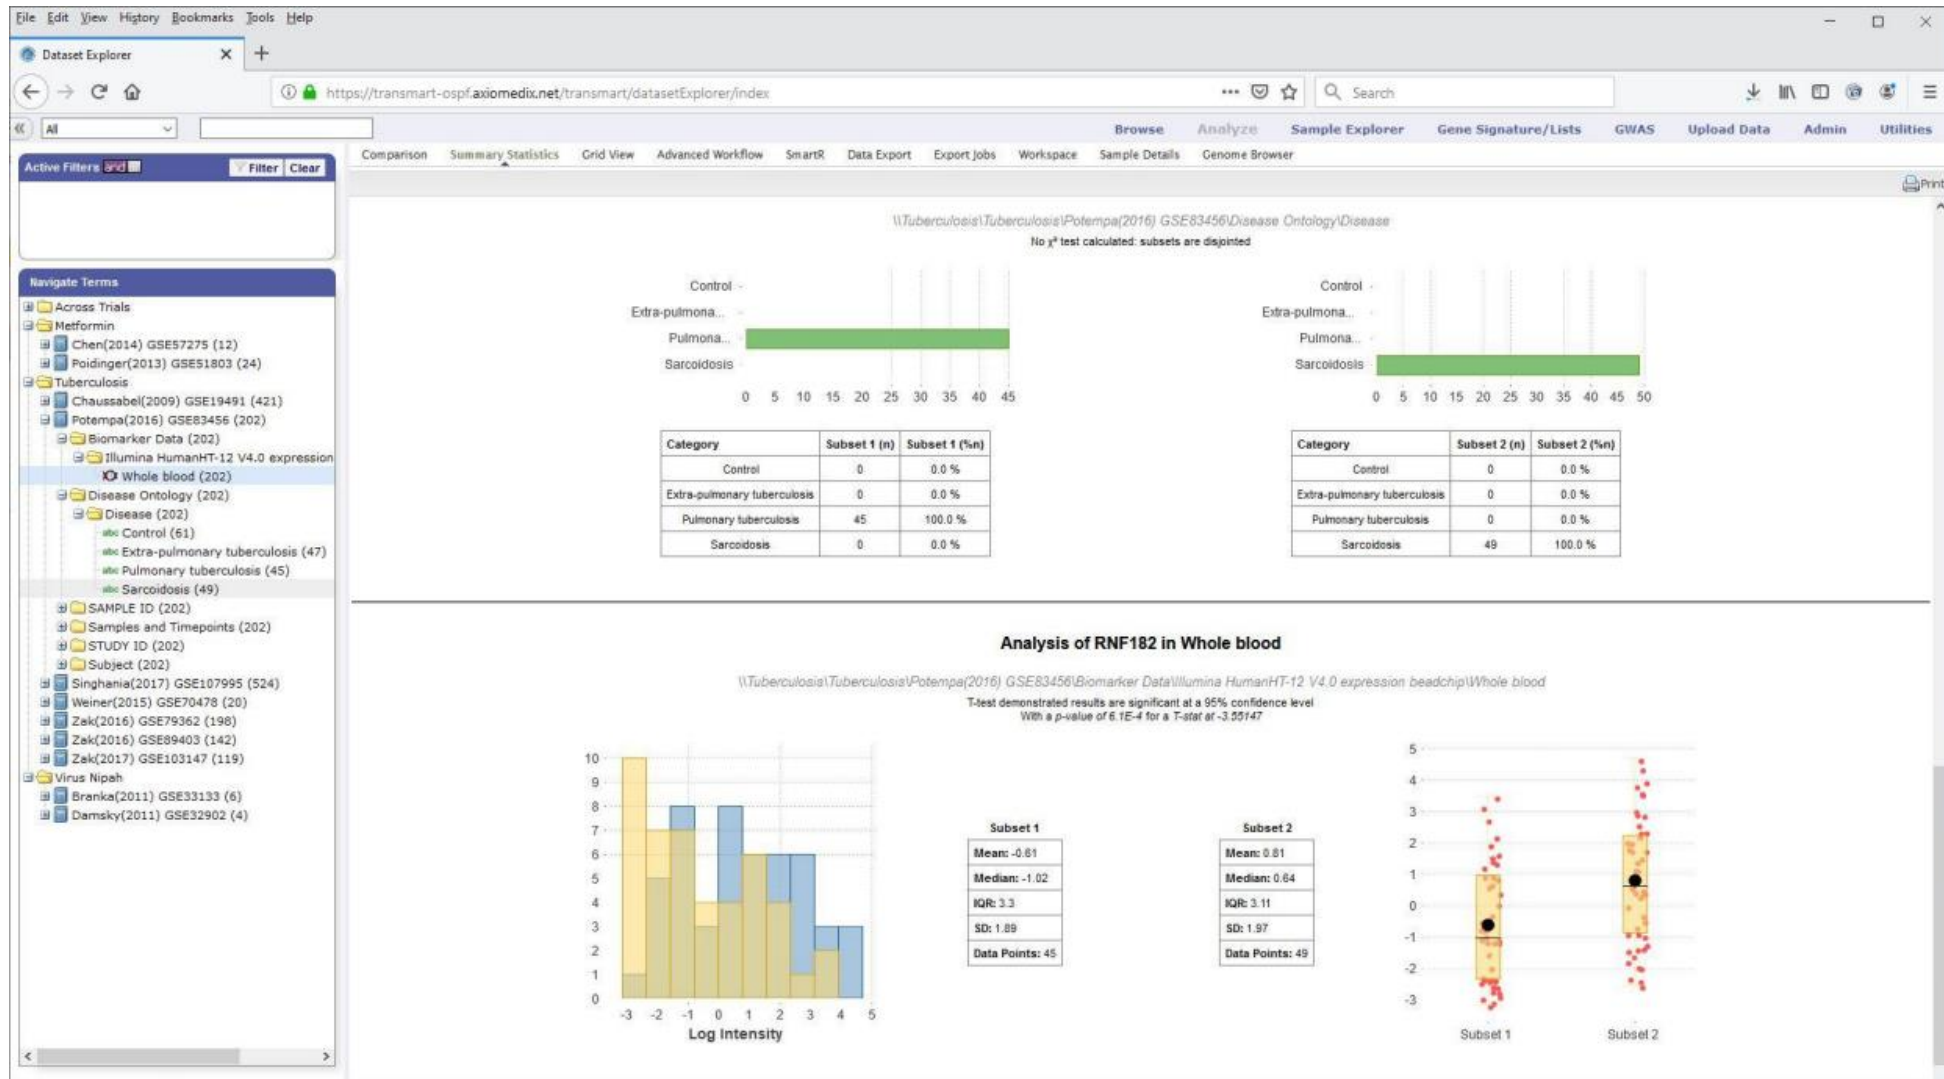 File Edit View History Bookmarks Tools Help
Dataset Explorer
https://transmart-ospf.axiomedix.net/transmart/datasetExplorer/index
Search
All
Browse Analyze Sample Explorer Gene Signature/Lists GWAS Upload Data Admin Utilities
Active Filters and Filter Clear
Comparison Summary Statistics Grid View Advanced Workflow SmartR Data Export Export Jobs Workspace Sample Details Genome Browser
Print
Navigate Terms
Across Trials
Metformin
Chen(2014) GSE57275 (12)
Poidinger(2013) GSE51803 (24)
Tuberculosis
Chaussabel(2009) GSE19491 (421)
Potempa(2016) GSE83456 (202)
Biomarker Data (202)
Illumina HumanHT-12 V4.0 expression
Whole blood (202)
Disease Ontology (202)
Disease (202)
abc Control (61)
abc Extra-pulmonary tuberculosis (47)
abc Pulmonary tuberculosis (45)
abc Sarcoidosis (49)
SAMPLE ID (202)
Samples and Timepoints (202)
STUDY ID (202)
Subject (202)
Singhania(2017) GSE107995 (524)
Weiner(2015) GSE70478 (20)
Zak(2016) GSE79362 (198)
Zak(2016) GSE89403 (142)
Zak(2017) GSE103147 (119)
Virus Nipah
Branka(2011) GSE33133 (6)
Damsky(2011) GSE32902 (4)
\\Tuberculosis\Tuberculosis\Potempa(2016) GSE83456\Disease Ontology\Disease
No χ² test calculated: subsets are disjointed
Control
Extra-pulmona...
Pulmona...
Sarcoidosis
0 5 10 15 20 25 30 35 40 45
Category Subset 1 (n) Subset 1 (%n)
Control 0 0.0 %
Extra-pulmonary tuberculosis 0 0.0 %
Pulmonary tuberculosis 45 100.0 %
Sarcoidosis 0 0.0 %
Control
Extra-pulmona...
Pulmona...
Sarcoidosis
0 5 10 15 20 25 30 35 40 45 50
Category Subset 2 (n) Subset 2 (%n)
Control 0 0.0 %
Extra-pulmonary tuberculosis 0 0.0 %
Pulmonary tuberculosis 0 0.0 %
Sarcoidosis 49 100.0 %
Analysis of RNF182 in Whole blood
\\Tuberculosis\Tuberculosis\Potempa(2016) GSE83456\Biomarker Data\Illumina HumanHT-12 V4.0 expression beadchip\Whole blood
T-test demonstrated results are significant at a 95% confidence level
With a p-value of 6.1E-4 for a T-stat at -3.55147
10
9
8
7
6
5
4
3
2
1
0
-3 -2 -1 0 1 2 3 4 5
Log Intensity
Subset 1
Mean: -0.61
Median: -1.02
IQR: 3.3
SD: 1.89
Data Points: 45
Subset 2
Mean: 0.81
Median: 0.64
IQR: 3.11
SD: 1.97
Data Points: 49
5
4
3
2
1
0
-1
-2
-3
Subset 1 Subset 2